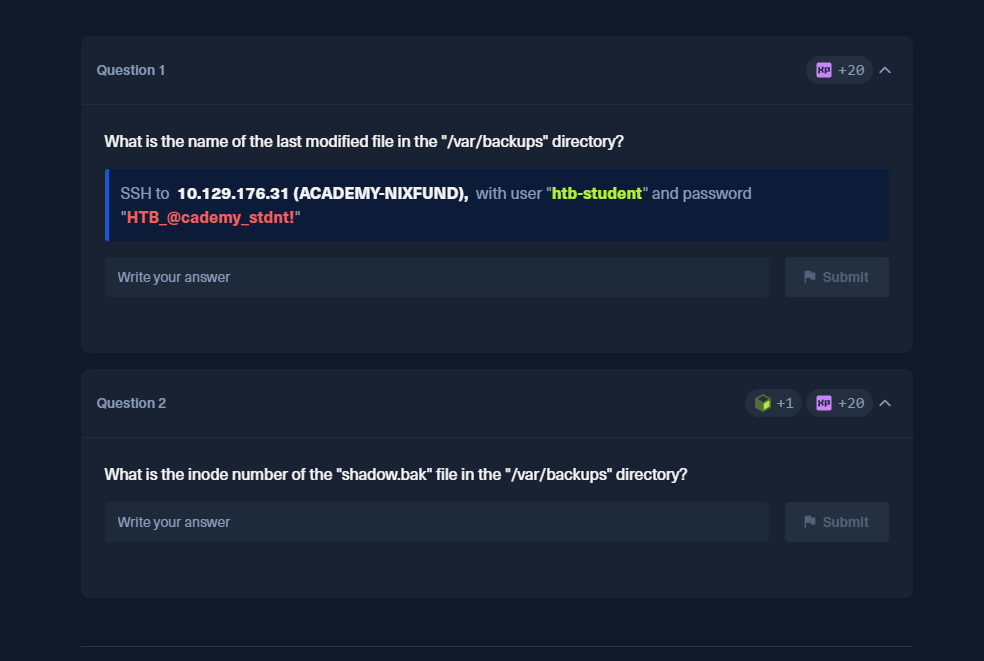 Question 1
XP +20
What is the name of the last modified file in the "/var/backups" directory?
SSH to 10.129.176.31 (ACADEMY-NIXFUND), with user "htb-student" and password
"HTB_@cademy_stdnt!"
Write your answer
Submit
Question 2
+1 XP +20
What is the inode number of the "shadow.bak" file in the "/var/backups" directory?
Write your answer
Submit